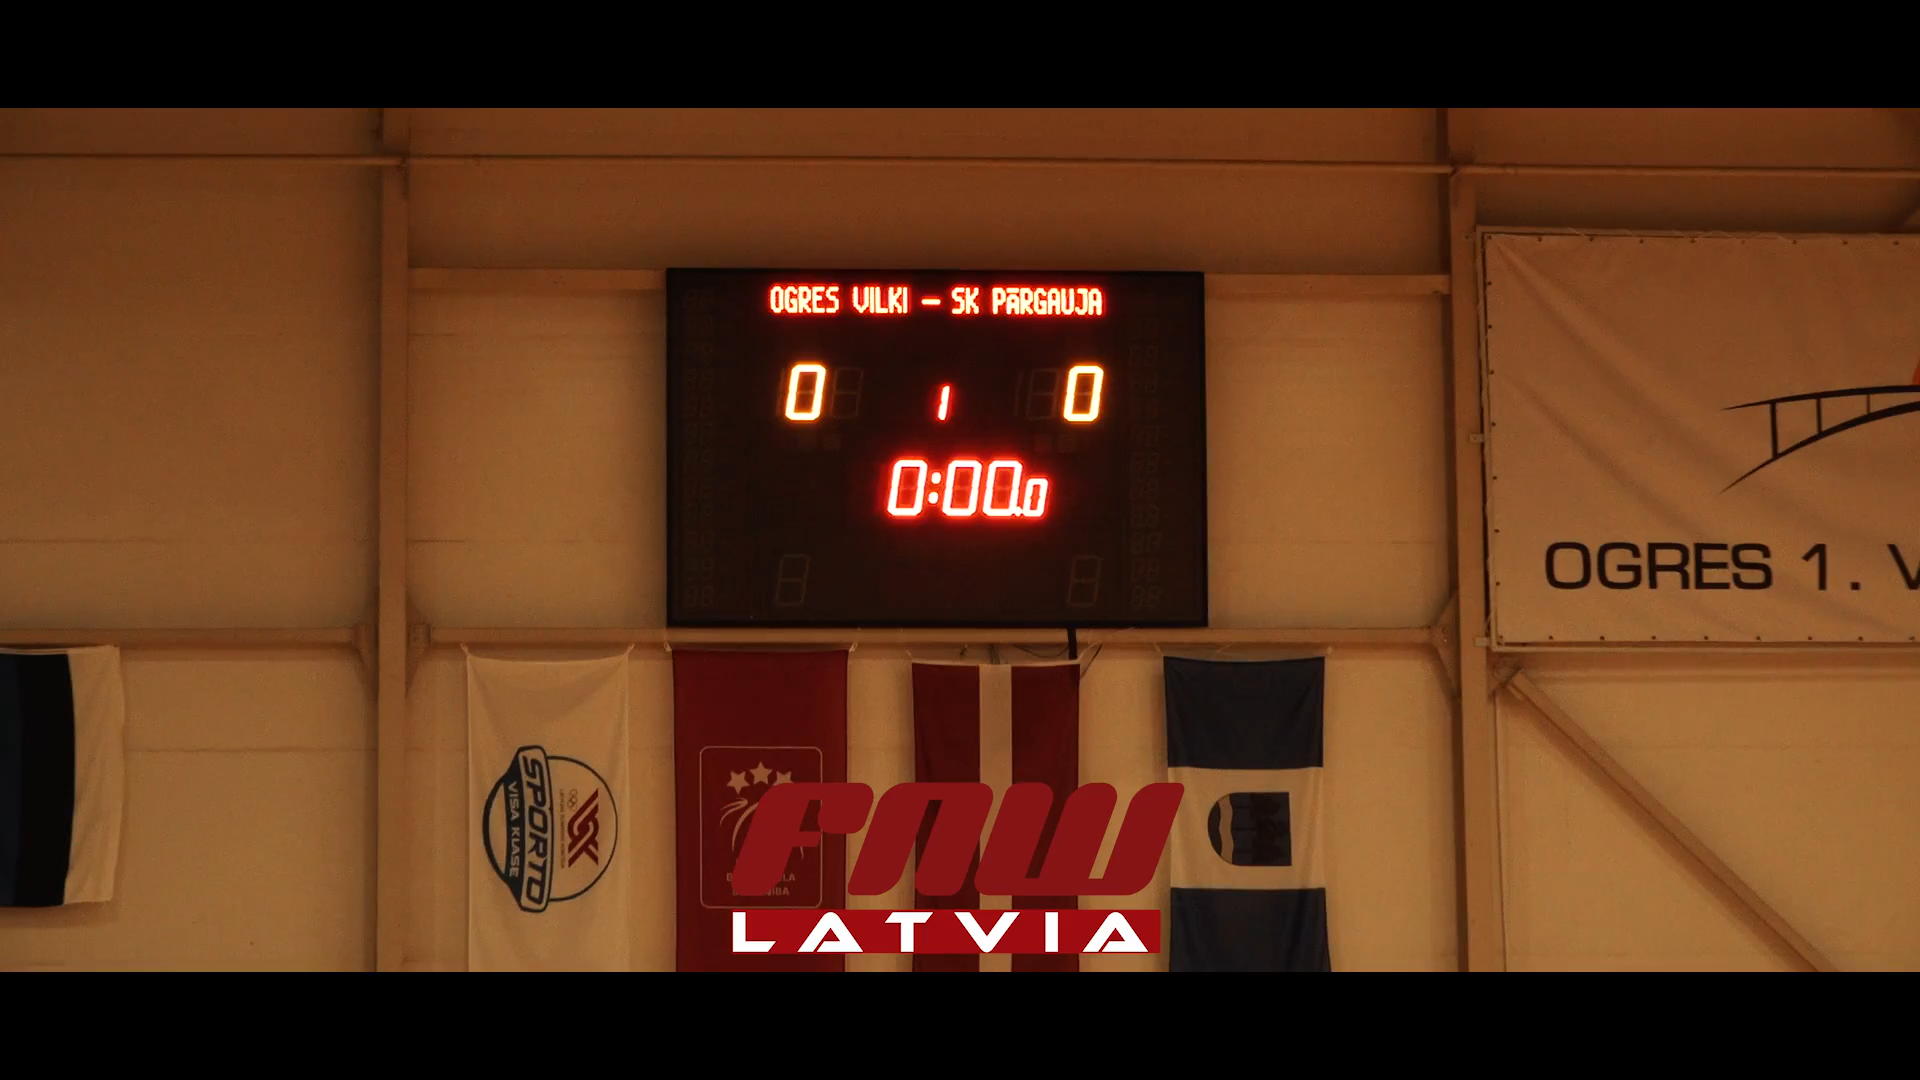 OGRES VILKI – SK PĀRGAUJA
0 1 0
0:00.0
OGRES 1. V
SPORTO
VISA KLASE
FNW
LATVIA